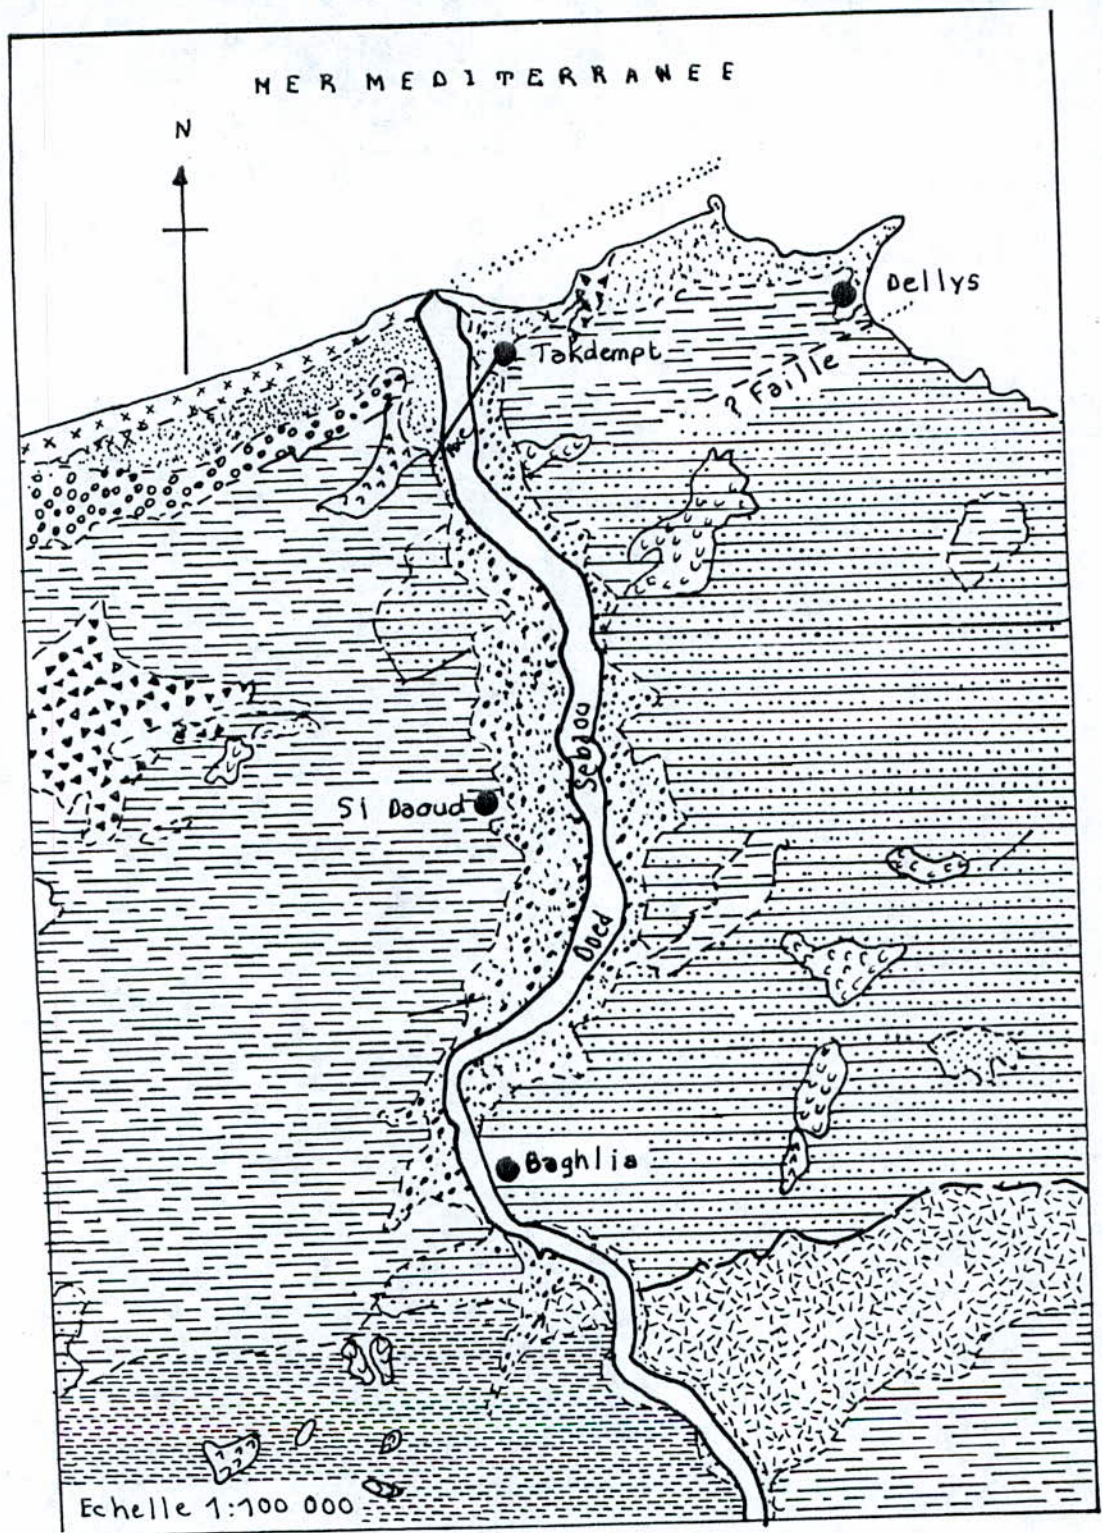 MER MEDITERRANEE
N
Dellys
Takdempt
? Faille
Sebaou
Si Daoud
Oued
Baghlia
Echelle 1:100 000